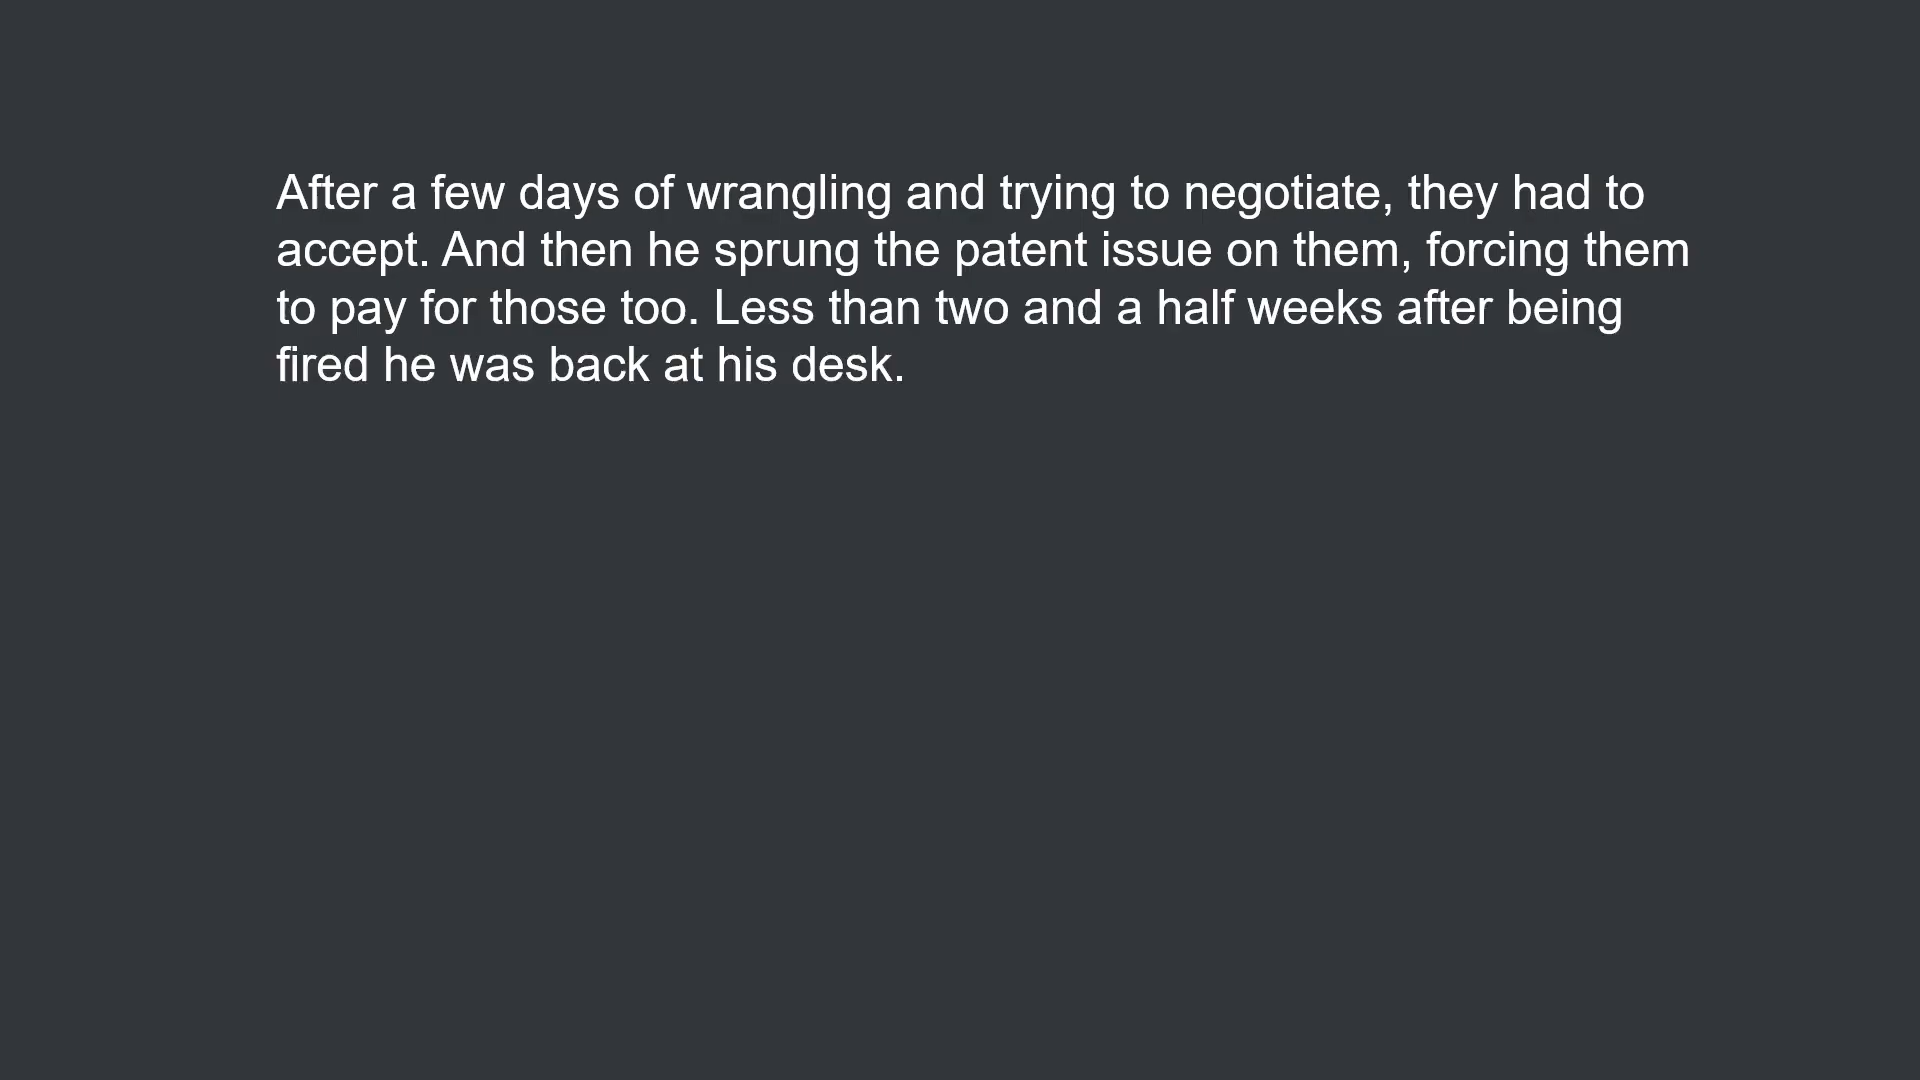 After a few days of wrangling and trying to negotiate, they had to
accept. And then he sprung the patent issue on them, forcing them
to pay for those too. Less than two and a half weeks after being
fired he was back at his desk.